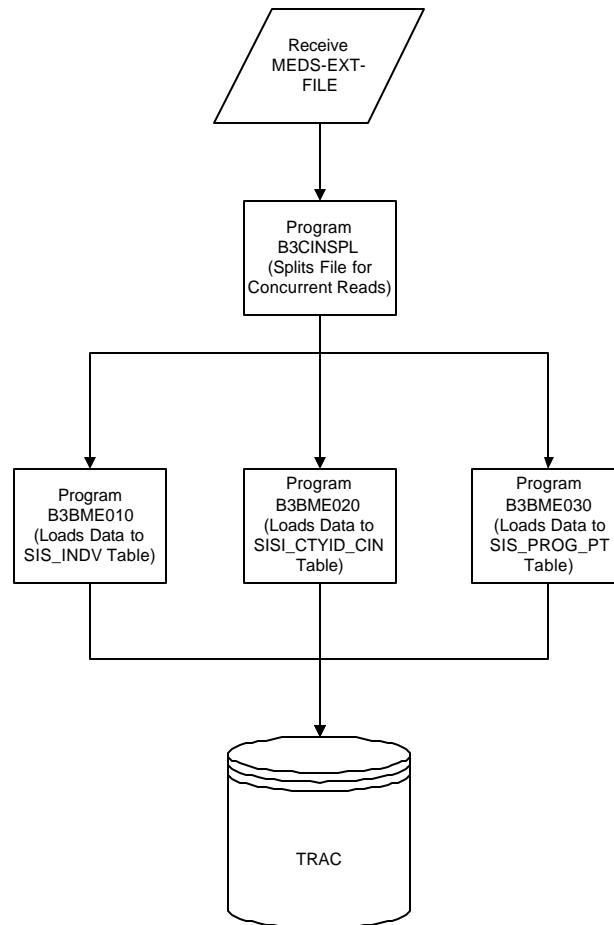 Receive
MEDS-EXT-
FILE
Program
B3CINSPL
(Splits File for
Concurrent Reads)
Program
B3BME010
(Loads Data to
SIS_INDV Table)
Program
B3BME020
(Loads Data to
SISI_CTYID_CIN
Table)
Program
B3BME030
(Loads Data to
SIS_PROG_PT
Table)
TRAC